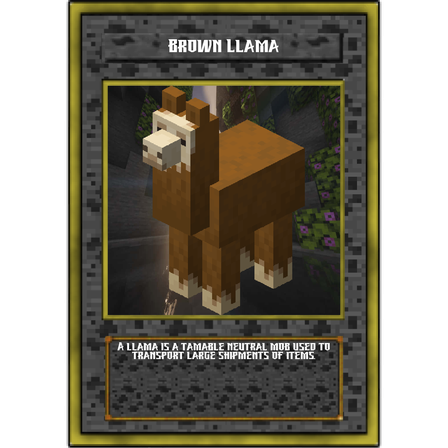 BROWN LLAMA
A LLAMA IS A TAMABLE NEUTRAL MOB USED TO
TRANSPORT LARGE SHIPMENTS OF ITEMS.